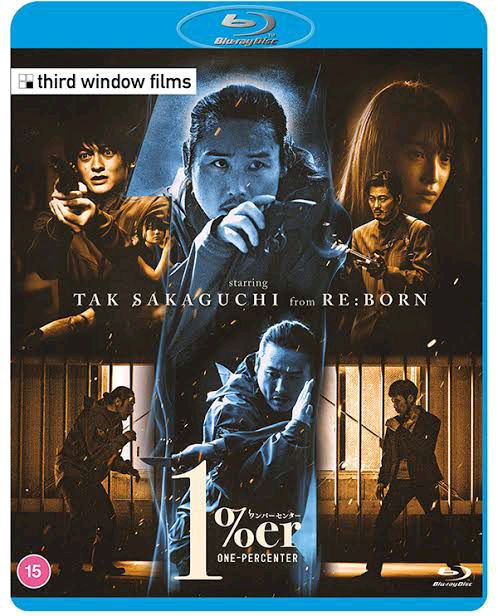 Blu-ray Disc
third window films
starring
TAK SAKAGUCHI from RE:BORN
1%er
ワンパーセンター
ONE-PERCENTER
15
Blu-ray Disc